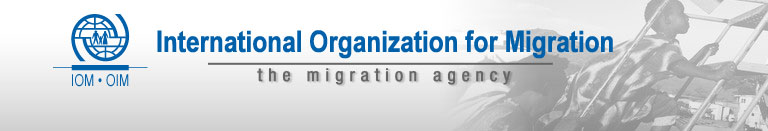 International Organization for Migration
the migration agency
IOM • OIM